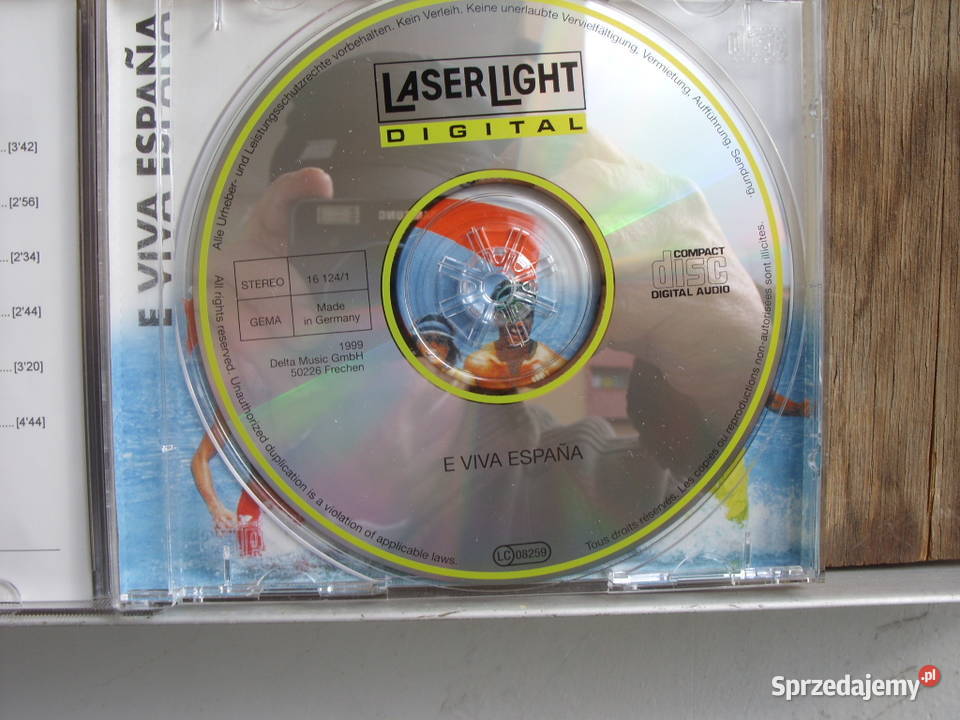 ...[3'42]
...[2'56]
...[2'34]
...[2'44]
....[3'20]
.....[4'44]
E VIVA ESPAÑA
LASERLIGHT
DIGITAL
Alle Urheber- und Leistungsschutzrechte vorbehalten. Kein Verleih. Keine unerlaubte Vervielfältigung, Vermietung, Aufführung, Sendung.
STEREO 16 124/1
GEMA Made in Germany
1999
Delta Music GmbH
50226 Frechen
COMPACT
disc
DIGITAL AUDIO
E VIVA ESPAÑA
LC 08259
All rights reserved. Unauthorized duplication is a violation of applicable laws.
Tous droits réservés. Les copies ou reproductions non-autorisées sont illicites.
Sprzedajemy.pl